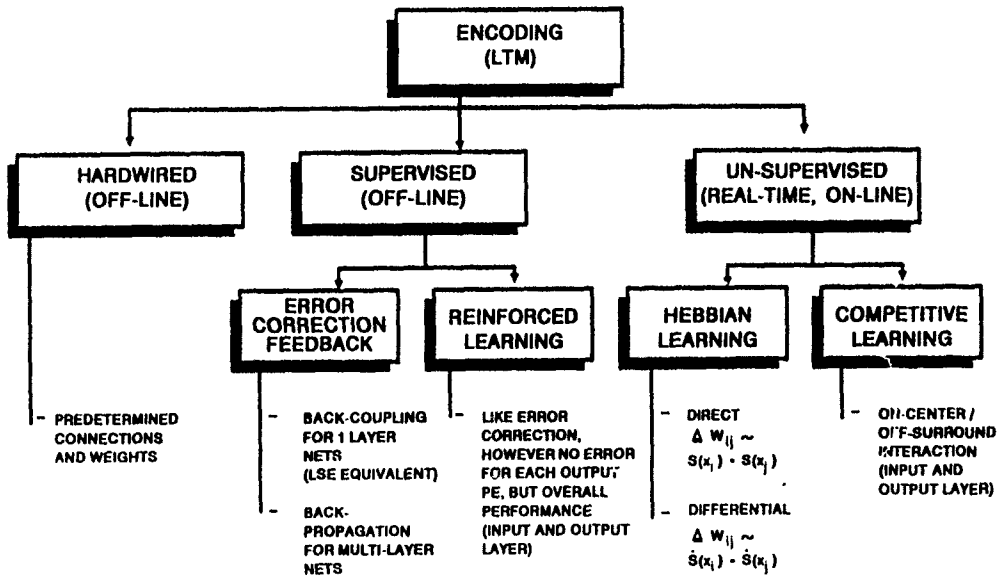 ENCODING
(LTM)
HARDWIRED
(OFF-LINE)
SUPERVISED
(OFF-LINE)
UN-SUPERVISED
(REAL-TIME, ON-LINE)
ERROR
CORRECTION
FEEDBACK
REINFORCED
LEARNING
HEBBIAN
LEARNING
COMPETITIVE
LEARNING
- PREDETERMINED
CONNECTIONS
AND WEIGHTS
- BACK-COUPLING
FOR 1 LAYER
NETS
(LSE EQUIVALENT)
- BACK-
PROPAGATION
FOR MULTI-LAYER
NETS
- LIKE ERROR
CORRECTION,
HOWEVER NO ERROR
FOR EACH OUTPUT
PE, BUT OVERALL
PERFORMANCE
(INPUT AND OUTPUT
LAYER)
- DIRECT
Δ W_ij ~
S(x_i) · S(x_j)
- DIFFERENTIAL
Δ W_ij ~
Ṡ(x_i) · Ṡ(x_j)
- ON-CENTER /
OFF-SURROUND
INTERACTION
(INPUT AND
OUTPUT LAYER)